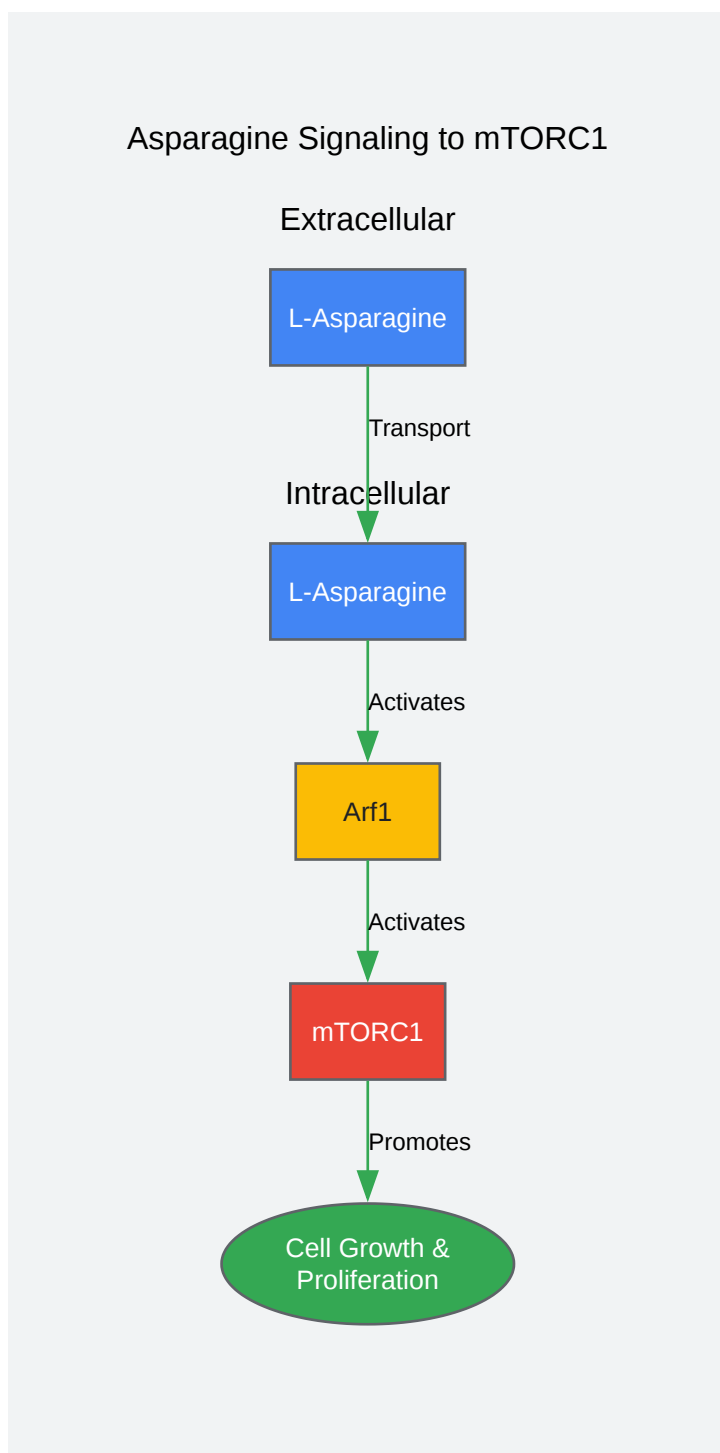 Asparagine Signaling to mTORC1
Extracellular
L-Asparagine
Transport
Intracellular
L-Asparagine
Activates
Arf1
Activates
mTORC1
Promotes
Cell Growth &
Proliferation